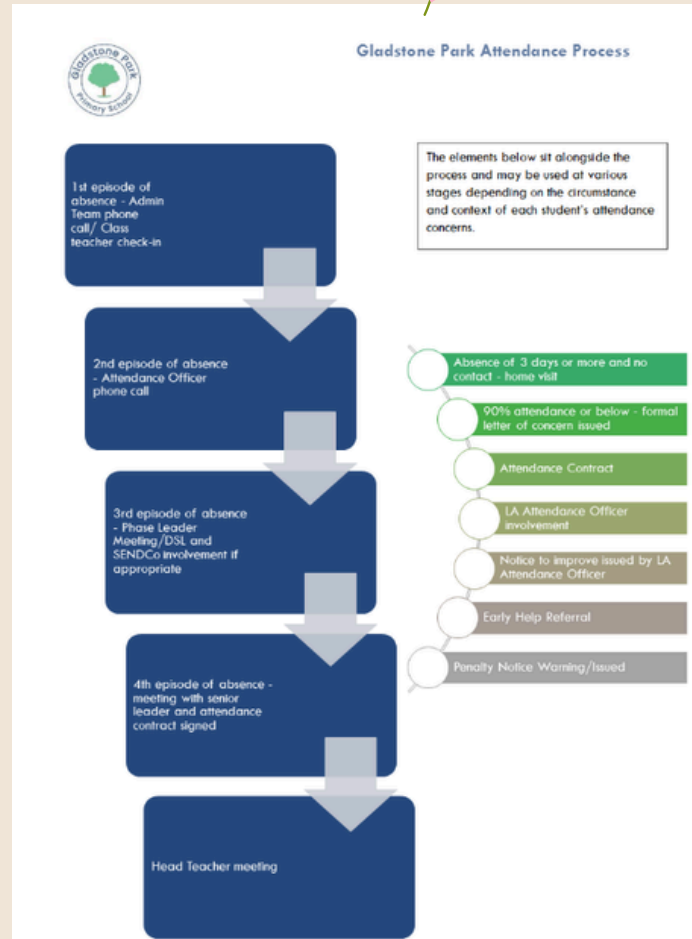 Gladstone Park
Primary School
Gladstone Park Attendance Process
The elements below sit alongside the
process and may be used at various
stages depending on the circumstance
and context of each student's attendance
concerns.
1st episode of
absence - Admin
Team phone
call/ Class
teacher check-in
2nd episode of absence
- Attendance Officer
phone call
3rd episode of absence
- Phase Leader
Meeting/DSL and
SENDCo involvement if
appropriate
4th episode of absence -
meeting with senior
leader and attendance
contract signed
Head Teacher meeting
Absence of 3 days or more and no
contact - home visit
90% attendance or below - formal
letter of concern issued
Attendance Contract
LA Attendance Officer
involvement
Notice to improve issued by LA
Attendance Officer
Early Help Referral
Penalty Notice Warning/Issued